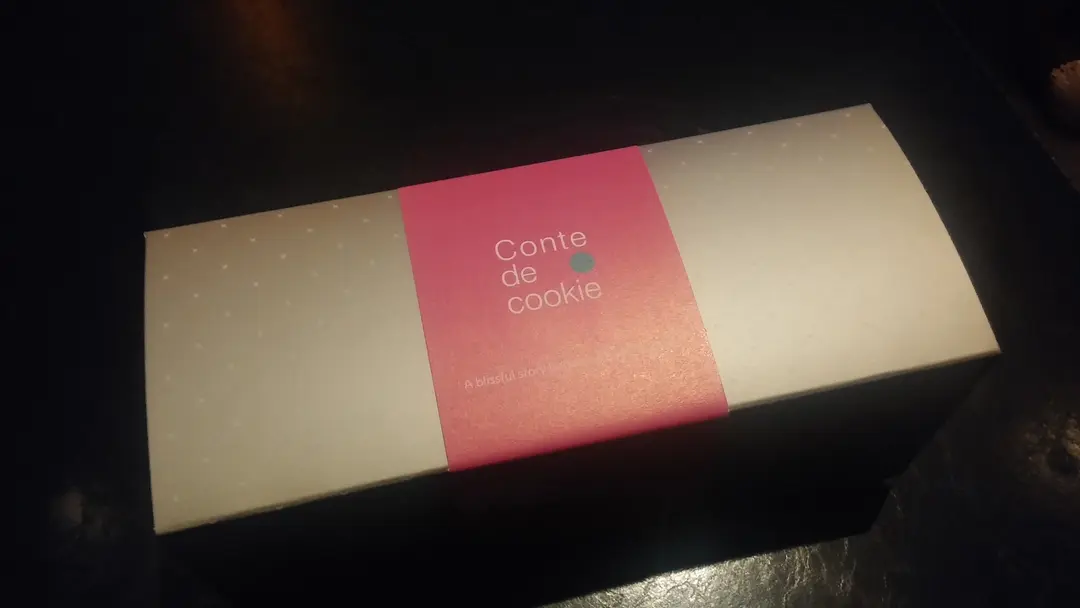 Conte
de
cookie
A blissful story